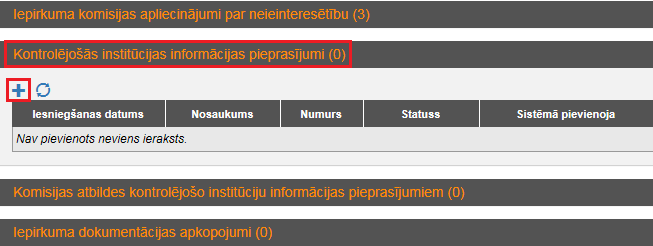 Iepirkuma komisijas apliecinājumi par neieinteresētību (3)
Kontrolējošās institūcijas informācijas pieprasījumi (0)
Iesniegšanas datums Nosaukums Numurs Statuss Sistēmā pievienoja
Nav pievienots neviens ieraksts.
Komisijas atbildes kontrolējošo institūciju informācijas pieprasījumiem (0)
Iepirkuma dokumentācijas apkopojumi (0)